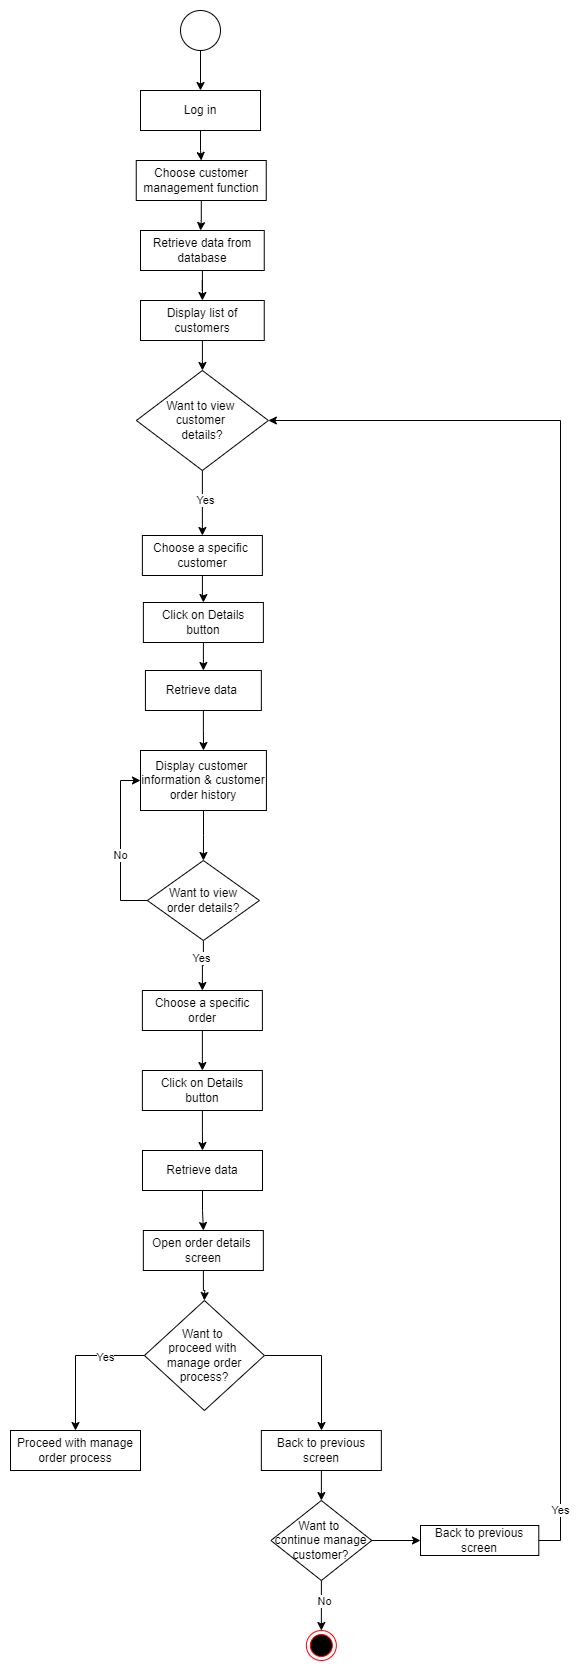 Log in
Choose customer
management function
Retrieve data from
database
Display list of
customers
Want to view
customer
details?
Yes
Choose a specific
customer
Click on Details
button
Retrieve data
Display customer
information & customer
order history
No
Want to view
order details?
Yes
Choose a specific
order
Click on Details
button
Retrieve data
Open order details
screen
Want to
proceed with
manage order
process?
Yes
Proceed with manage
order process
Back to previous
screen
Want to
continue manage
customer?
Back to previous
screen
Yes
No